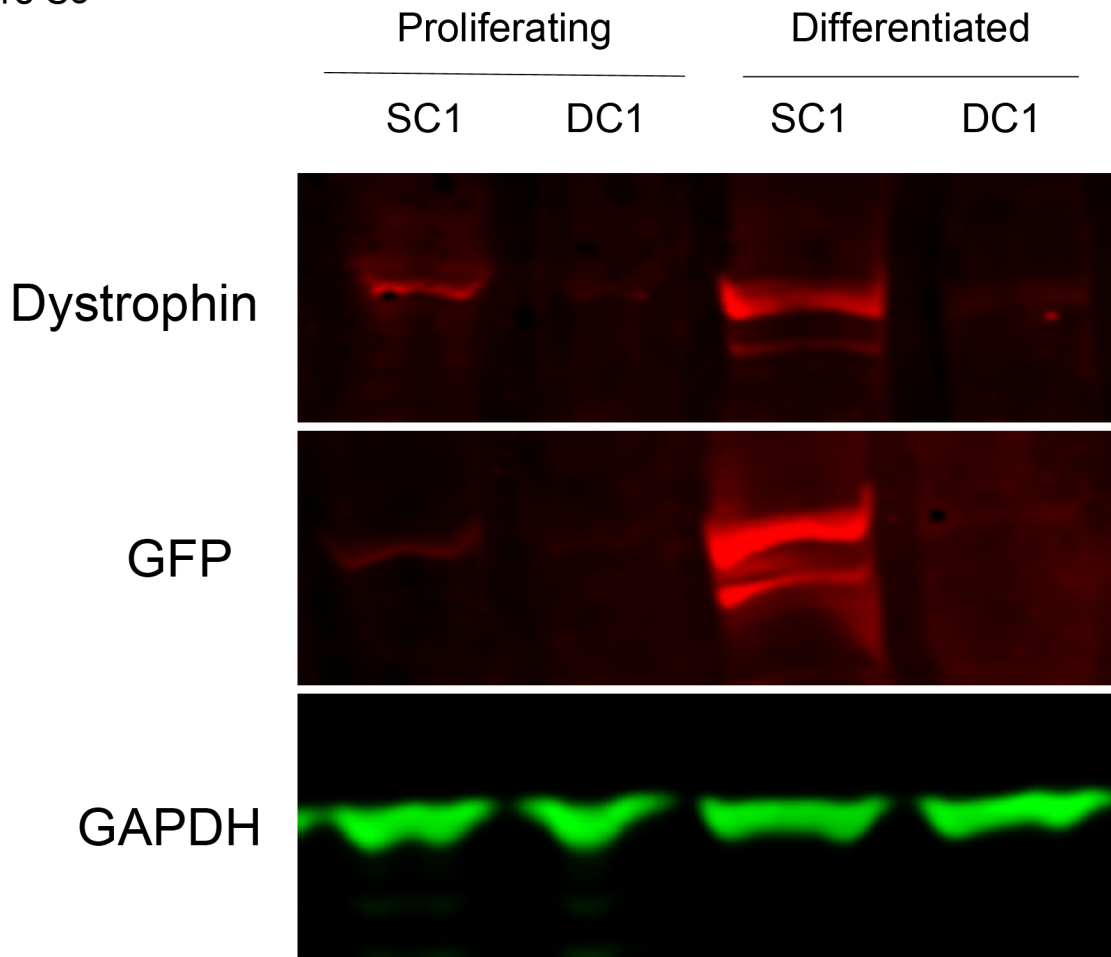 Proliferating Differentiated
SC1 DC1 SC1 DC1
Dystrophin
GFP
GAPDH